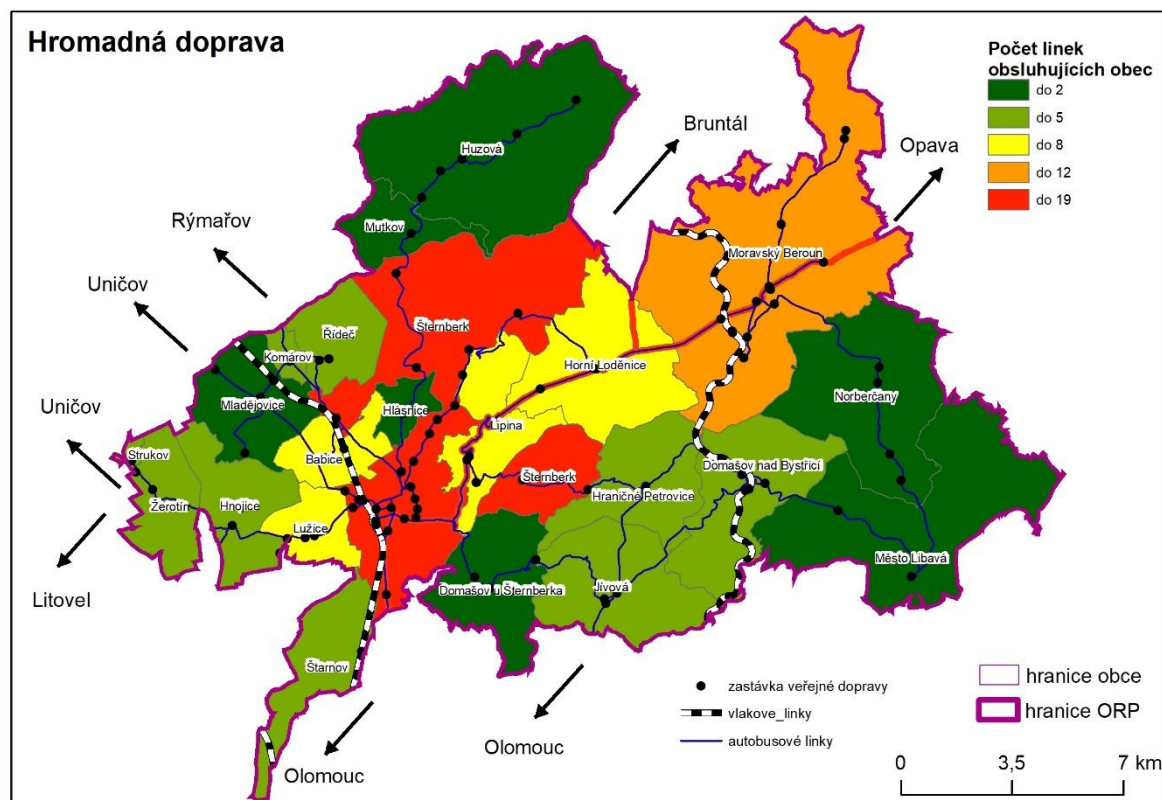 Hromadná doprava
Počet linek
obsluhujících obec
do 2
do 5
do 8
do 12
do 19
Bruntál
Opava
Huzová
Rýmařov
Mutkov
Moravský Beroun
Uničov
Řídeč
Šternberk
Komárov
Horní Loděnice
Mladějovice
Hlásnice
Norberčany
Uničov
Lipina
Strukov
Babice
Šternberk
Domašov nad Bystřicí
Žerotín
Hnojice
Hraničné Petrovice
Lužice
Město Libavá
Litovel
Domašov u Šternberka
Jívová
Štarnov
zastávka veřejné dopravy
vlakove_linky
autobusové linky
hranice obce
hranice ORP
Olomouc
Olomouc
0 3,5 7 km